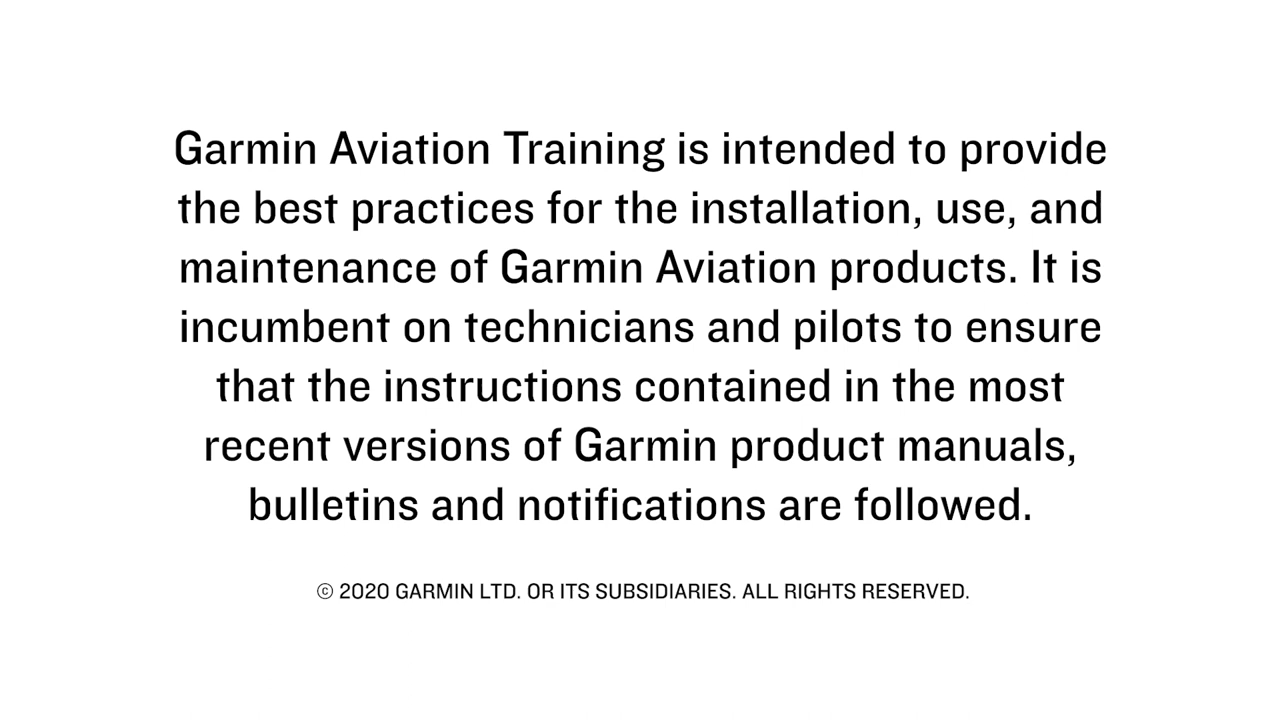 Garmin Aviation Training is intended to provide
the best practices for the installation, use, and
maintenance of Garmin Aviation products. It is
incumbent on technicians and pilots to ensure
that the instructions contained in the most
recent versions of Garmin product manuals,
bulletins and notifications are followed.
© 2020 GARMIN LTD. OR ITS SUBSIDIARIES. ALL RIGHTS RESERVED.